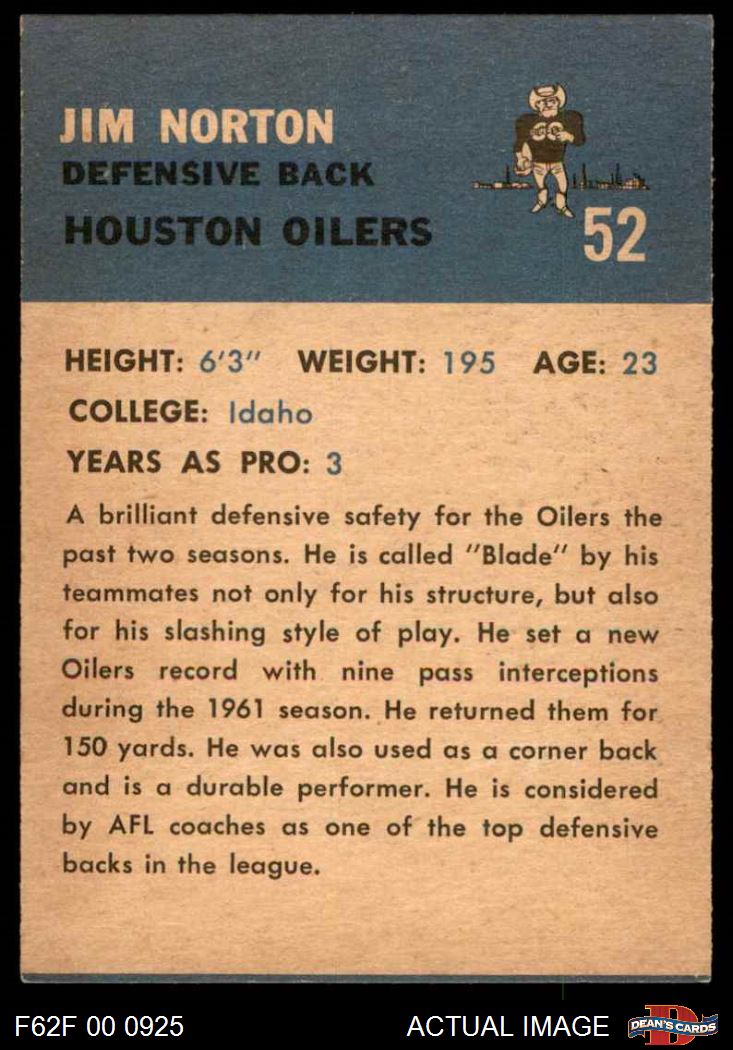 JIM NORTON
DEFENSIVE BACK
HOUSTON OILERS
52
HEIGHT: 6'3" WEIGHT: 195 AGE: 23
COLLEGE: Idaho
YEARS AS PRO: 3
A brilliant defensive safety for the Oilers the
past two seasons. He is called "Blade" by his
teammates not only for his structure, but also
for his slashing style of play. He set a new
Oilers record with nine pass interceptions
during the 1961 season. He returned them for
150 yards. He was also used as a corner back
and is a durable performer. He is considered
by AFL coaches as one of the top defensive
backs in the league.
F62F 00 0925 ACTUAL IMAGE
D
DEAN'S CARDS